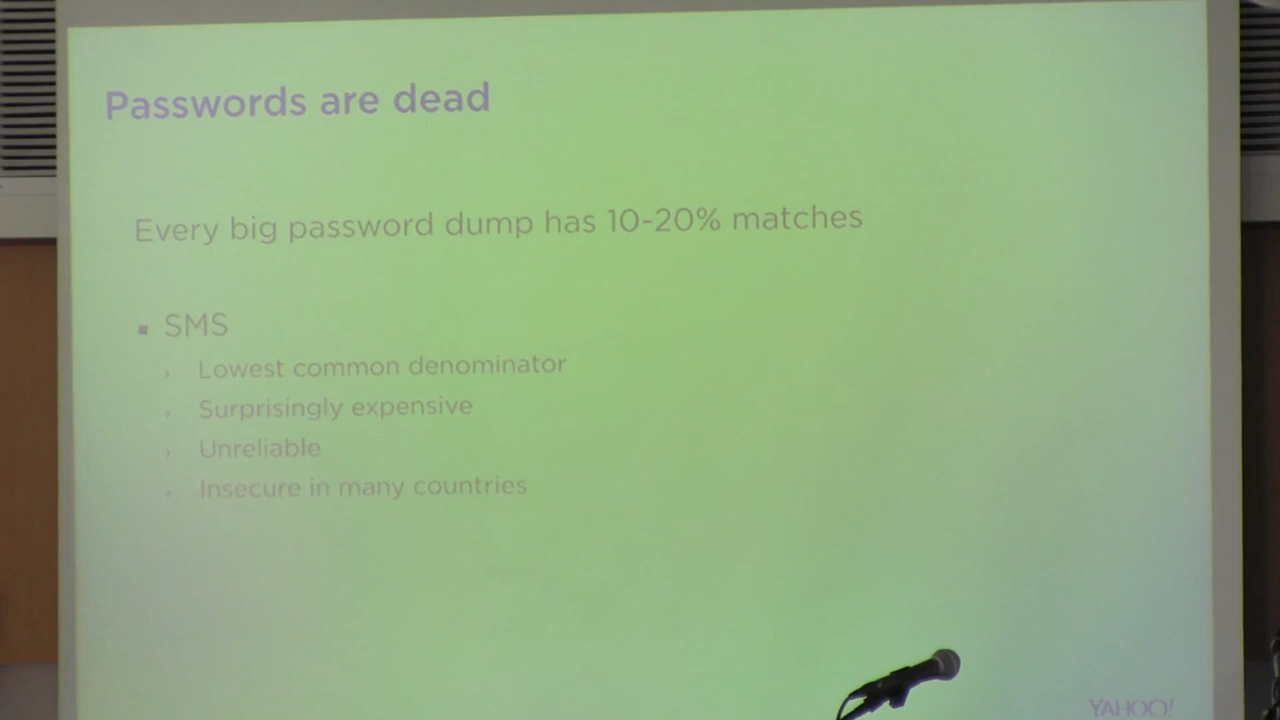 Passwords are dead
Every big password dump has 10-20% matches
▪ SMS
› Lowest common denominator
› Surprisingly expensive
› Unreliable
› Insecure in many countries
YAHOO!